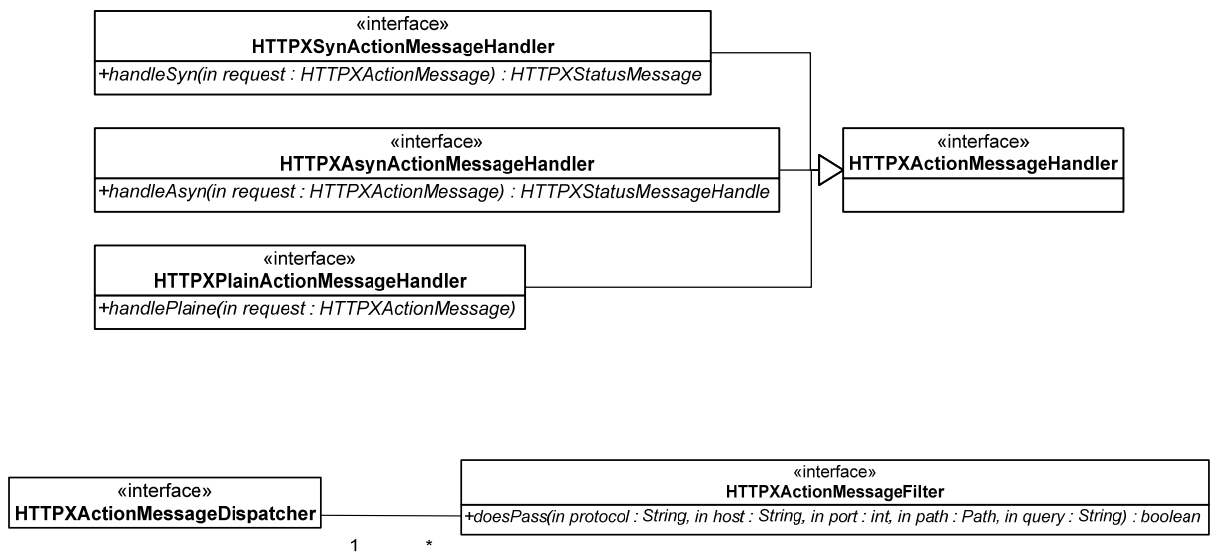 «interface»
HTTPXSynActionMessageHandler
+handleSyn(in request : HTTPXActionMessage) : HTTPXStatusMessage
«interface»
HTTPXAsynActionMessageHandler
+handleAsyn(in request : HTTPXActionMessage) : HTTPXStatusMessageHandle
«interface»
HTTPXActionMessageHandler
«interface»
HTTPXPlainActionMessageHandler
+handlePlaine(in request : HTTPXActionMessage)
«interface»
HTTPXActionMessageDispatcher
«interface»
HTTPXActionMessageFilter
+doesPass(in protocol : String, in host : String, in port : int, in path : Path, in query : String) : boolean
1 *